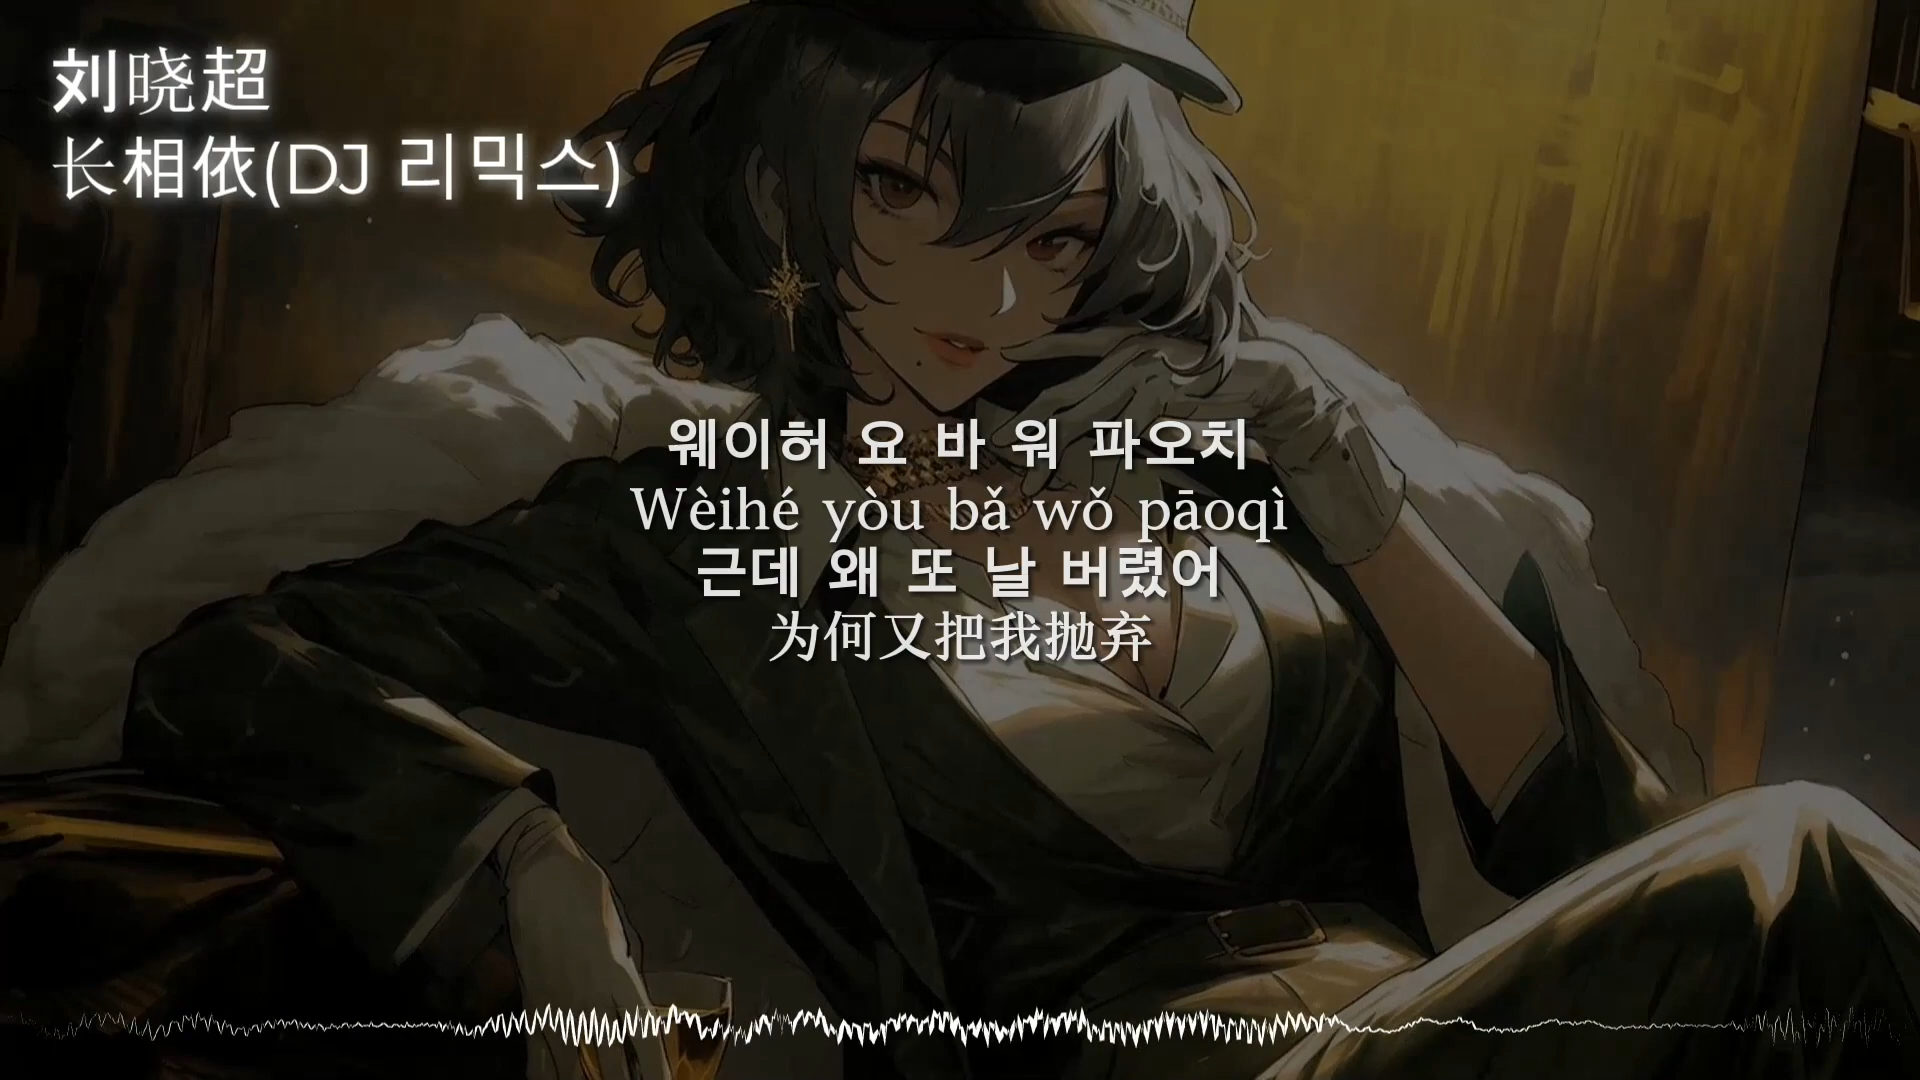 刘晓超
长相依(DJ 리믹스)
웨이허 요 바 워 파오치
Wèihé yòu bǎ wǒ pāoqì
근데 왜 또 날 버렸어
为何又把我抛弃